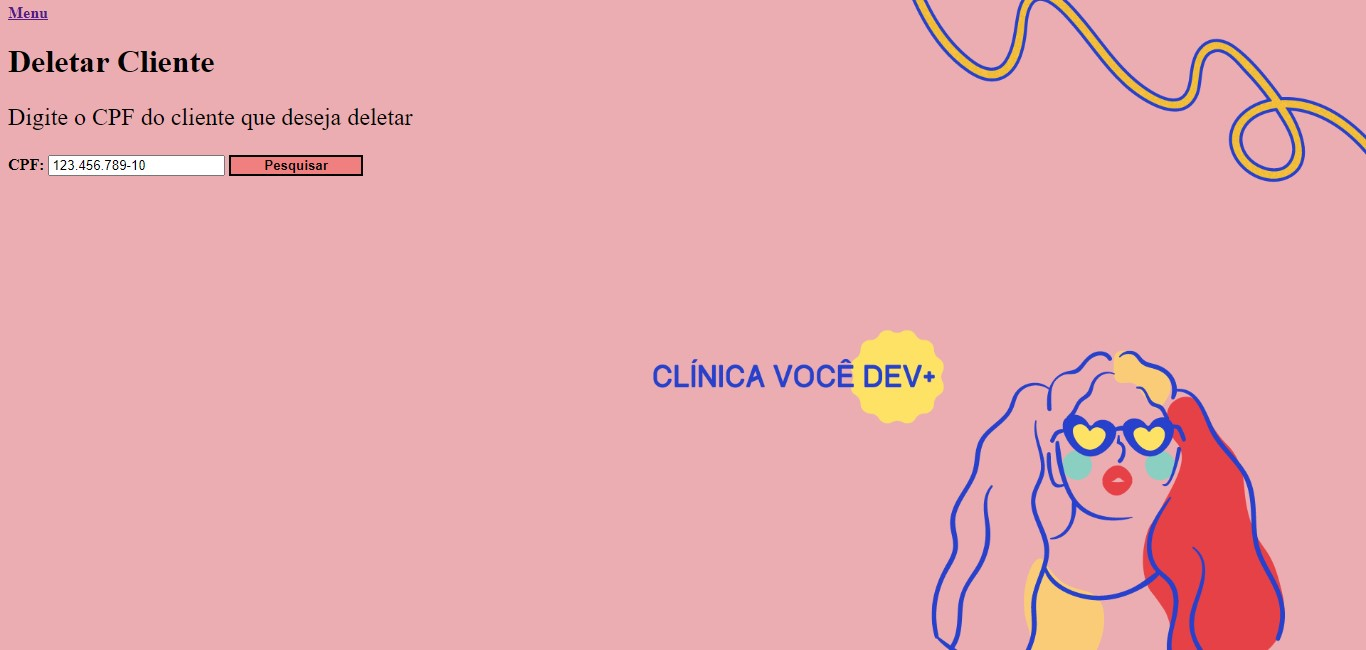 Menu
Deletar Cliente
Digite o CPF do cliente que deseja deletar
CPF: 123.456.789-10 Pesquisar
CLÍNICA VOCÊ DEV+